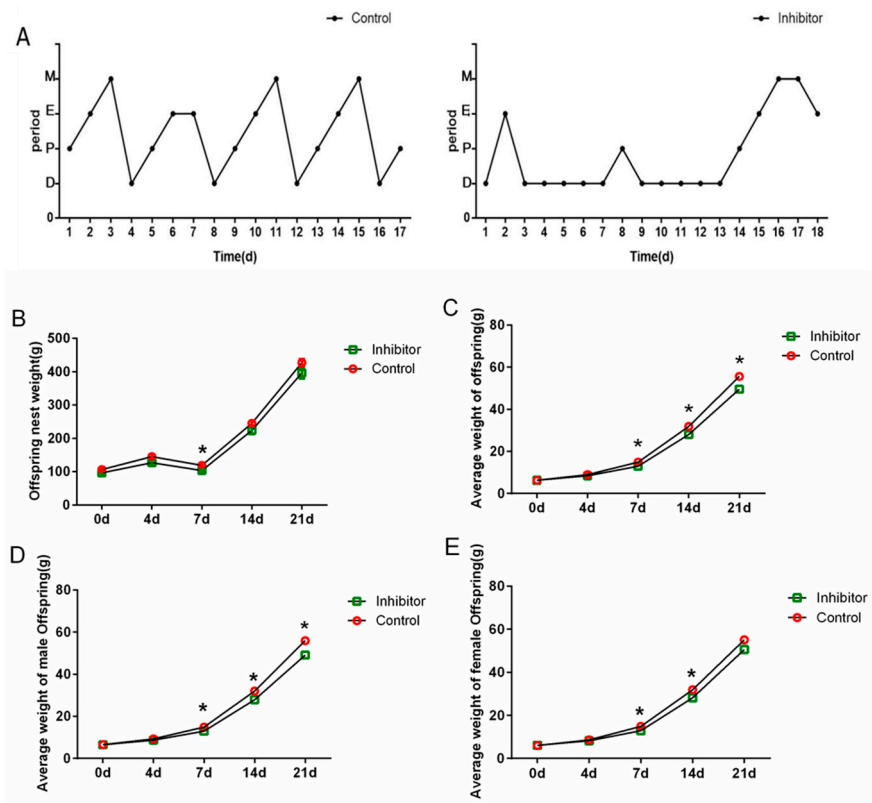 A
Control
Inhibitor
M
E
P
D
0
period
1 2 3 4 5 6 7 8 9 10 11 12 13 14 15 16 17
Time(d)
M
E
P
D
0
period
1 2 3 4 5 6 7 8 9 10 11 12 13 14 15 16 17 18
Time(d)
B
Offspring nest weight(g)
500
400
300
200
100
0
*
0d 4d 7d 14d 21d
Inhibitor
Control
C
Average weight of offspring(g)
80
60
40
20
0
* * *
0d 4d 7d 14d 21d
Inhibitor
Control
D
Average weight of male Offspring(g)
80
60
40
20
0
* * *
0d 4d 7d 14d 21d
Inhibitor
Control
E
Average weight of female Offspring(g)
80
60
40
20
0
* *
0d 4d 7d 14d 21d
Inhibitor
Control